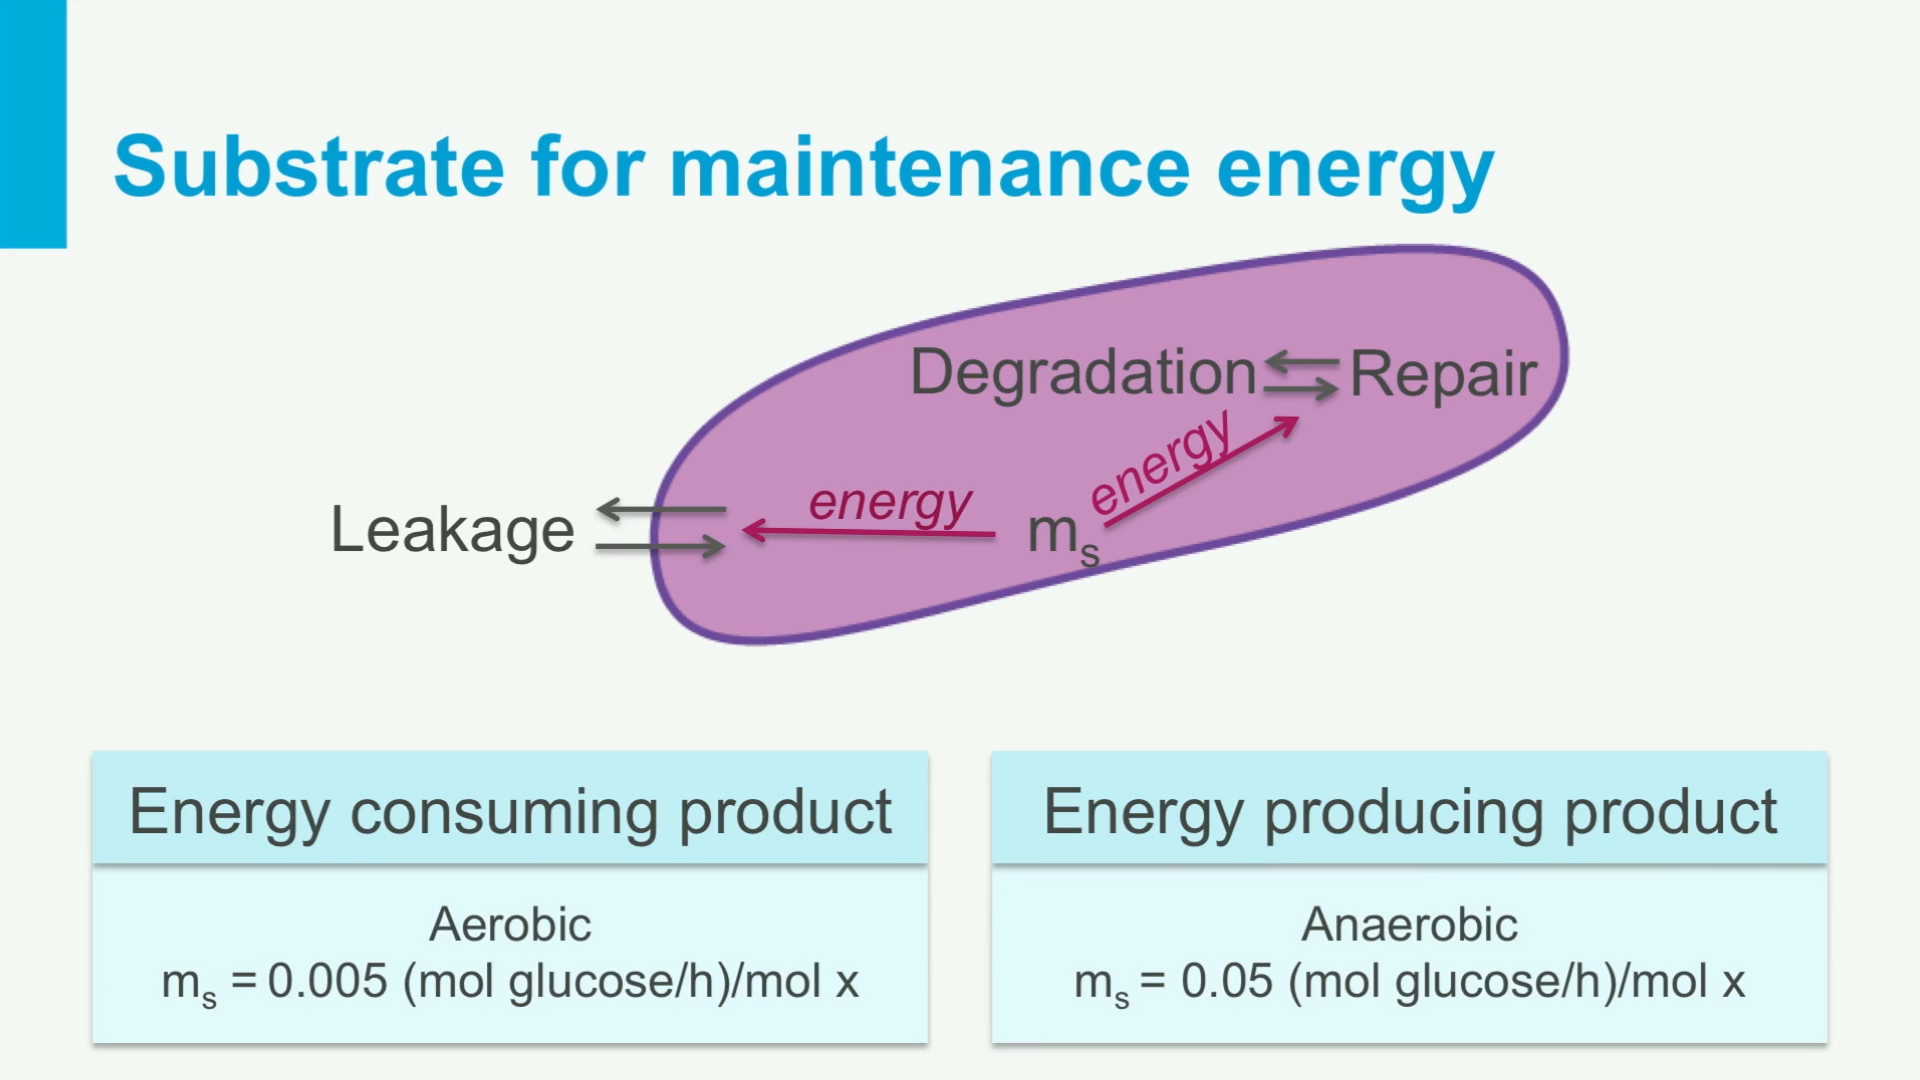 Substrate for maintenance energy
Degradation Repair
energy
energy
Leakage
ms
Energy consuming product
Aerobic
ms = 0.005 (mol glucose/h)/mol x
Energy producing product
Anaerobic
ms = 0.05 (mol glucose/h)/mol x